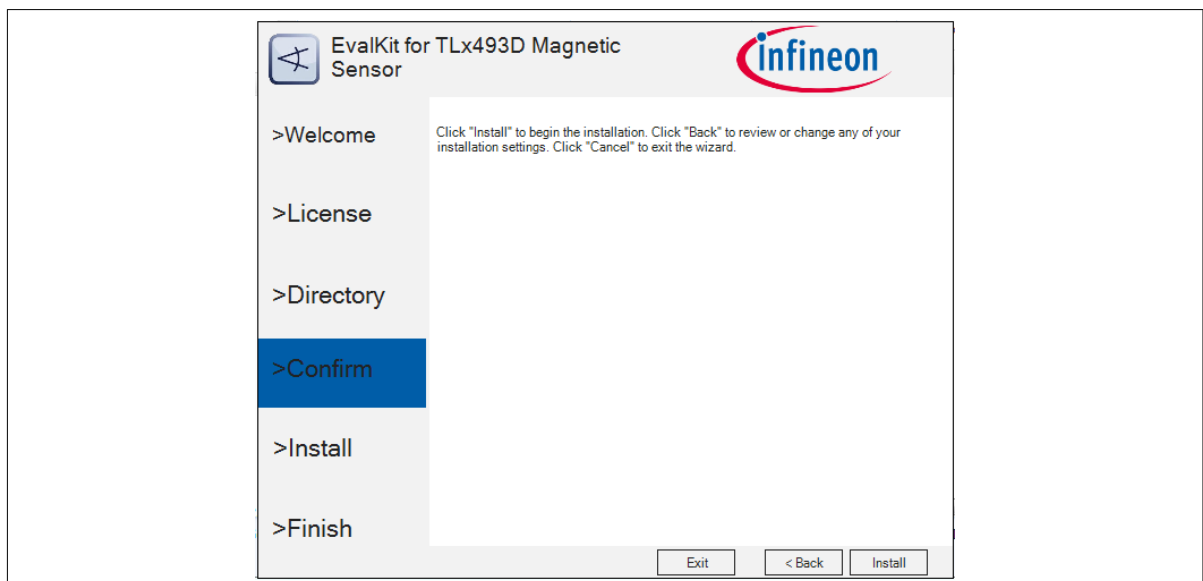 EvalKit for TLx493D Magnetic
Sensor
infineon
>Welcome
Click "Install" to begin the installation. Click "Back" to review or change any of your
installation settings. Click "Cancel" to exit the wizard.
>License
>Directory
>Confirm
>Install
>Finish
Exit
< Back
Install